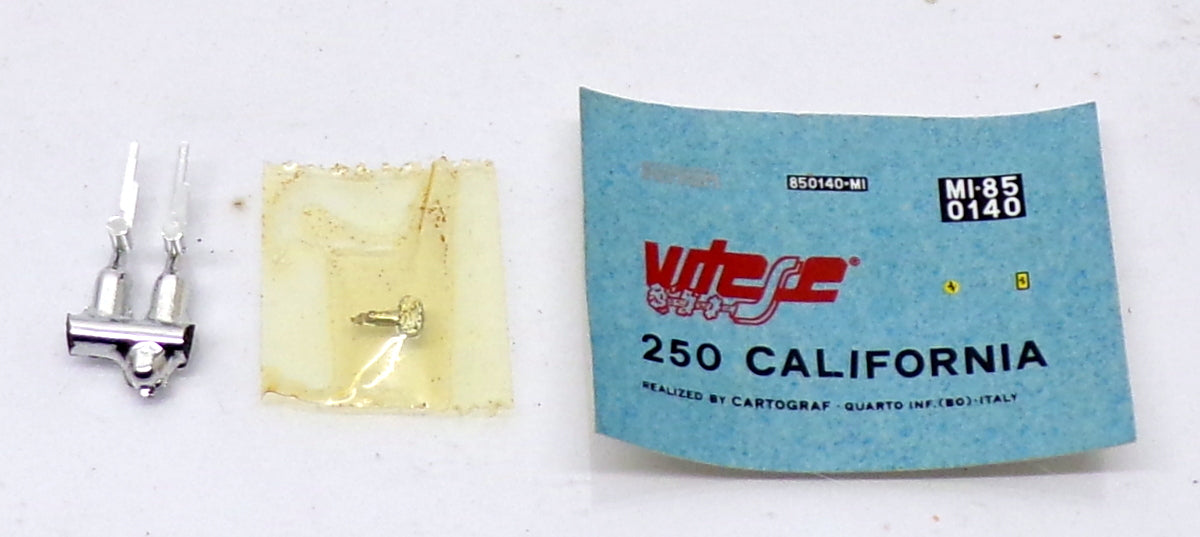 850140-MI
MI-85
0140
Vitesse®
250 CALIFORNIA
REALIZED BY CARTOGRAF · QUARTO INF. (BO) · ITALY